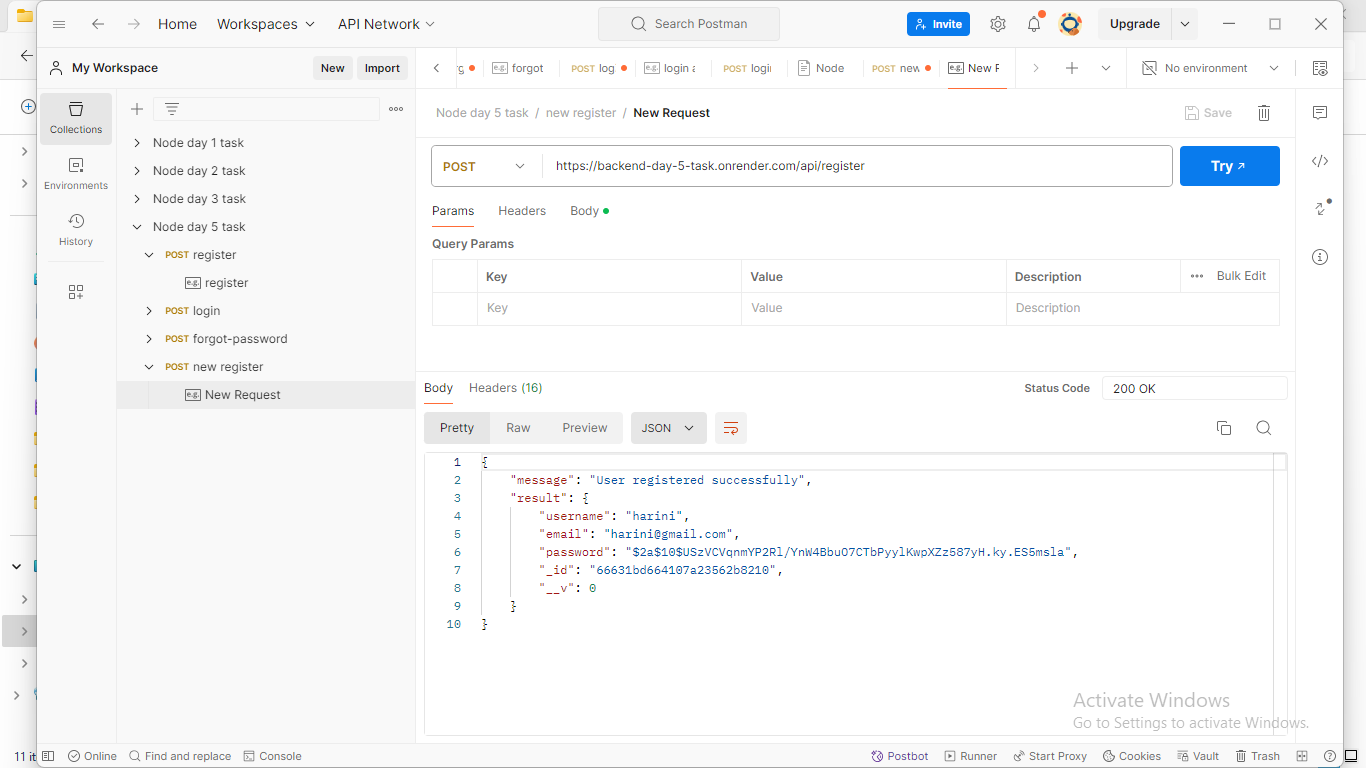 Home
Workspaces
API Network
Search Postman
Invite
Upgrade
My Workspace
New
Import
forgot
POST log
login a
POST logi
Node
POST new
New F
No environment
Collections
Environments
History
Node day 1 task
Node day 2 task
Node day 3 task
Node day 5 task
POST register
e.g. register
POST login
POST forgot-password
POST new register
e.g. New Request
Node day 5 task / new register / New Request
Save
POST
https://backend-day-5-task.onrender.com/api/register
Try
Params
Headers
Body
Query Params
Key
Value
Description
Bulk Edit
Key
Value
Description
Body
Headers (16)
Status Code
200 OK
Pretty
Raw
Preview
JSON
1 {
2 "message": "User registered successfully",
3 "result": {
4 "username": "harini",
5 "email": "harini@gmail.com",
6 "password": "$2a$10$USzVCVqnmYP2Rl/YnW4BbuO7CTbPyylKwpXZz587yH.ky.ES5msla",
7 "_id": "66631bd664107a23562b8210",
8 "__v": 0
9 }
10 }
Activate Windows
Go to Settings to activate Windows.
11 it
Online
Find and replace
Console
Postbot
Runner
Start Proxy
Cookies
Vault
Trash